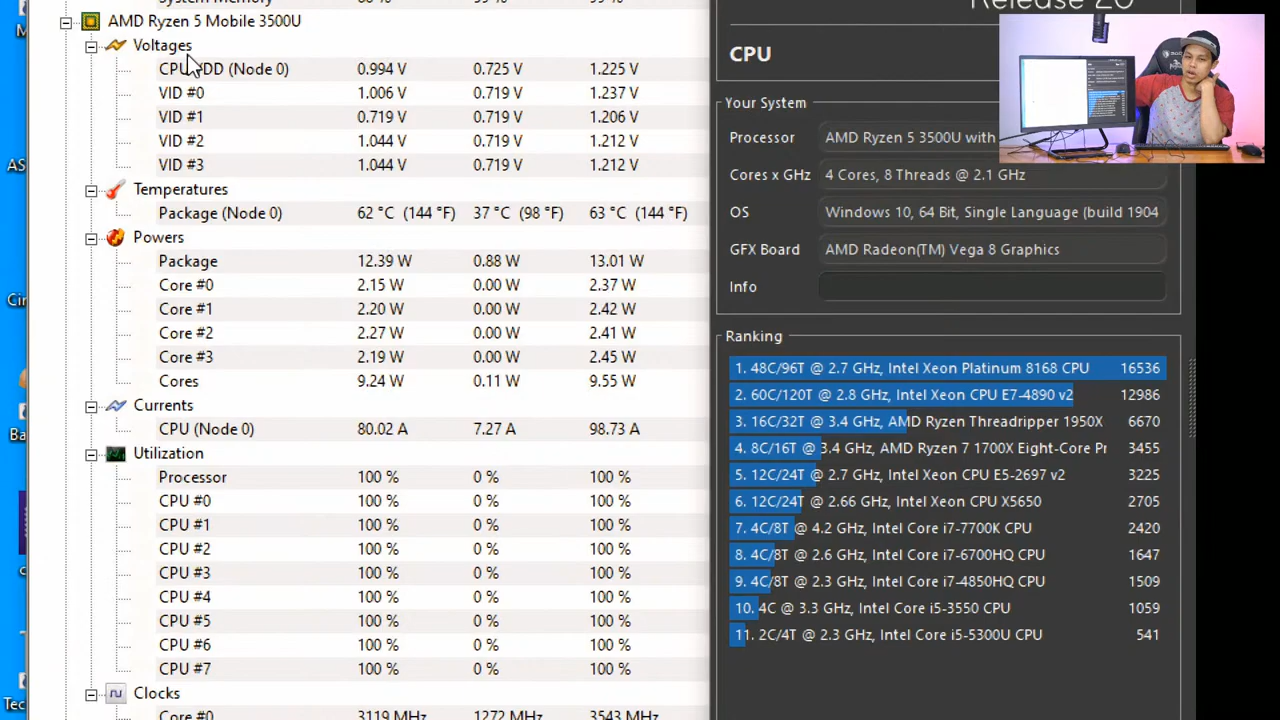 AMD Ryzen 5 Mobile 3500U
Voltages
DD (Node 0) 0.994 V 0.725 V 1.225 V
VID #0 1.006 V 0.719 V 1.237 V
VID #1 0.719 V 0.719 V 1.206 V
VID #2 1.044 V 0.719 V 1.212 V
VID #3 1.044 V 0.719 V 1.212 V
Temperatures
Package (Node 0) 62 °C (144 °F) 37 °C (98 °F) 63 °C (144 °F)
Powers
Package 12.39 W 0.88 W 13.01 W
Core #0 2.15 W 0.00 W 2.37 W
Core #1 2.20 W 0.00 W 2.42 W
Core #2 2.27 W 0.00 W 2.41 W
Core #3 2.19 W 0.00 W 2.45 W
Cores 9.24 W 0.11 W 9.55 W
Currents
CPU (Node 0) 80.02 A 7.27 A 98.73 A
Utilization
Processor 100 % 0 % 100 %
CPU #0 100 % 0 % 100 %
CPU #1 100 % 0 % 100 %
CPU #2 100 % 0 % 100 %
CPU #3 100 % 0 % 100 %
CPU #4 100 % 0 % 100 %
CPU #5 100 % 0 % 100 %
CPU #6 100 % 0 % 100 %
CPU #7 100 % 0 % 100 %
Clocks
Core #0 3119 MHz 1272 MHz 3543 MHz
Release 20
CPU
Your System
Processor AMD Ryzen 5 3500U with
Cores x GHz 4 Cores, 8 Threads @ 2.1 GHz
OS Windows 10, 64 Bit, Single Language (build 1904
GFX Board AMD Radeon(TM) Vega 8 Graphics
Info
Ranking
1. 48C/96T @ 2.7 GHz, Intel Xeon Platinum 8168 CPU 16536
2. 60C/120T @ 2.8 GHz, Intel Xeon CPU E7-4890 v2 12986
3. 16C/32T @ 3.4 GHz, AMD Ryzen Threadripper 1950X 6670
4. 8C/16T @ 3.4 GHz, AMD Ryzen 7 1700X Eight-Core Pr 3455
5. 12C/24T @ 2.7 GHz, Intel Xeon CPU E5-2697 v2 3225
6. 12C/24T @ 2.66 GHz, Intel Xeon CPU X5650 2705
7. 4C/8T @ 4.2 GHz, Intel Core i7-7700K CPU 2420
8. 4C/8T @ 2.6 GHz, Intel Core i7-6700HQ CPU 1647
9. 4C/8T @ 2.3 GHz, Intel Core i7-4850HQ CPU 1509
10. 4C @ 3.3 GHz, Intel Core i5-3550 CPU 1059
11. 2C/4T @ 2.3 GHz, Intel Core i5-5300U CPU 541